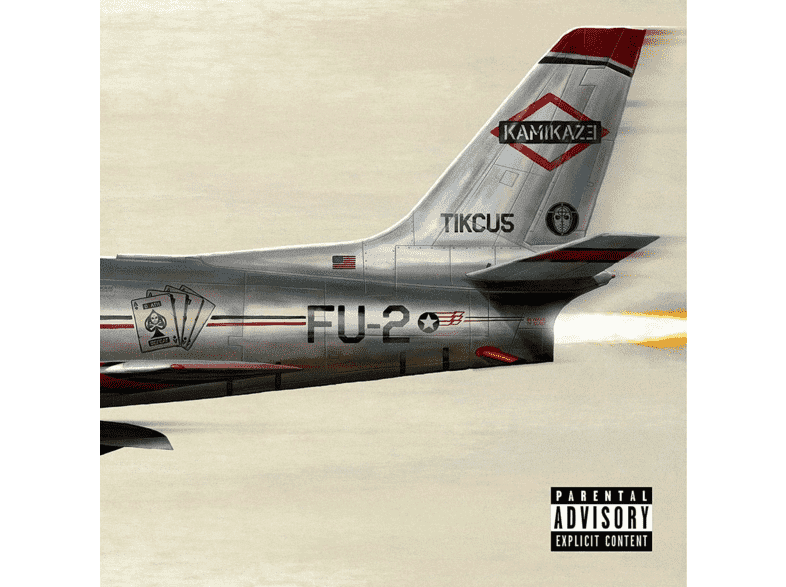 KAMIKAZE
TIKCUS
FU-2
PARENTAL
ADVISORY
EXPLICIT CONTENT